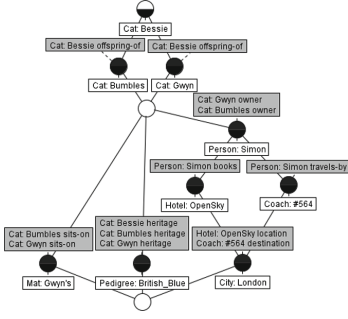 Cat: Bessie
Cat: Bessie offspring-of
Cat: Bessie offspring-of
Cat: Bumbles
Cat: Gwyn
Cat: Gwyn owner
Cat: Bumbles owner
Person: Simon
Person: Simon books
Person: Simon travels-by
Hotel: OpenSky
Coach: #564
Cat: Bumbles sits-on
Cat: Gwyn sits-on
Cat: Bessie heritage
Cat: Bumbles heritage
Cat: Gwyn heritage
Hotel: OpenSky location
Coach: #564 destination
Mat: Gwyn's
Pedigree: British_Blue
City: London